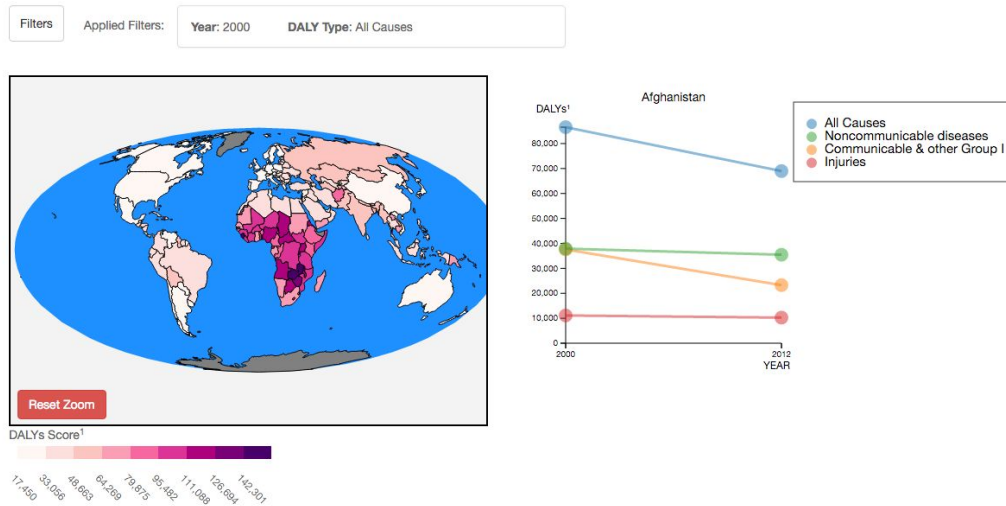 Filters
Applied Filters:
Year: 2000 DALY Type: All Causes
Afghanistan
DALYs¹
80,000
70,000
60,000
50,000
40,000
30,000
20,000
10,000
0
2000
2012
YEAR
All Causes
Noncommunicable diseases
Communicable & other Group I
Injuries
Reset Zoom
DALYs Score¹
17,450
33,056
48,663
64,269
79,875
95,482
111,088
126,694
142,301